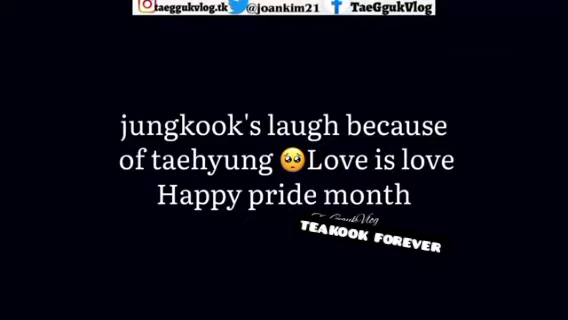 taeggukvlog.tk @joankim21 TaeGgukVlog
jungkook's laugh because
of taehyung 🥺Love is love
Happy pride month
TEAKOOK FOREVER